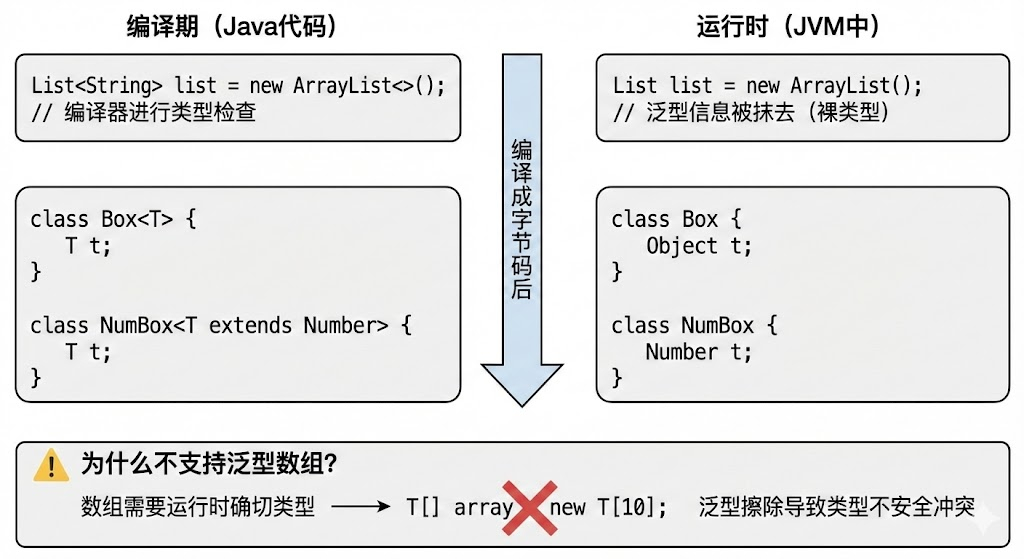 编译期（Java代码）
List<String> list = new ArrayList<>();
// 编译器进行类型检查
class Box<T> {
   T t;
}
class NumBox<T extends Number> {
   T t;
}
编译成字节码后
运行时（JVM中）
List list = new ArrayList();
// 泛型信息被抹去（裸类型）
class Box {
   Object t;
}
class NumBox {
   Number t;
}
为什么不支持泛型数组？
数组需要运行时确切类型 T[] array new T[10]; 泛型擦除导致类型不安全冲突